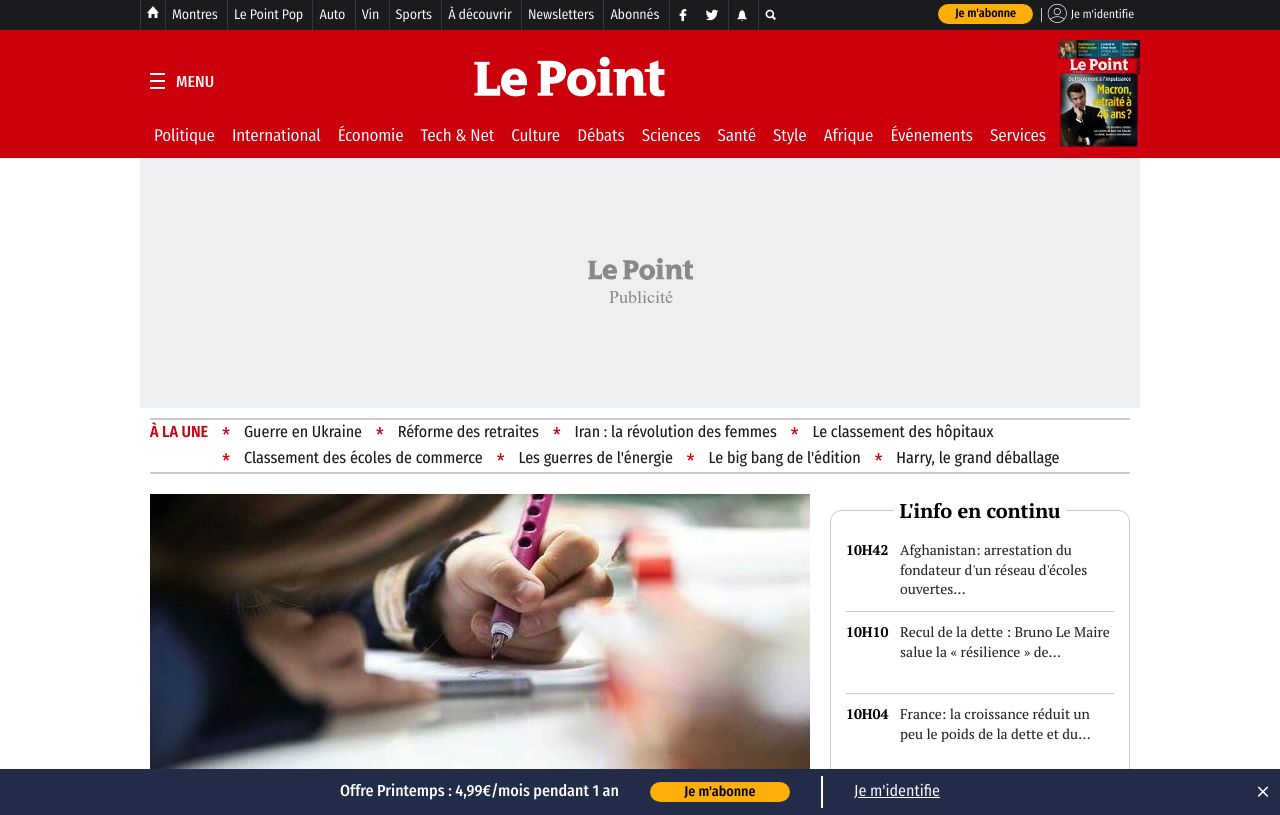 Montres Le Point Pop Auto Vin Sports À découvrir Newsletters Abonnés Je m'abonne Je m'identifie
MENU
Le Point
Le Point
Macron,
retraité à
45 ans ?
Politique International Économie Tech & Net Culture Débats Sciences Santé Style Afrique Événements Services
Le Point
Publicité
À LA UNE * Guerre en Ukraine * Réforme des retraites * Iran : la révolution des femmes * Le classement des hôpitaux
* Classement des écoles de commerce * Les guerres de l'énergie * Le big bang de l'édition * Harry, le grand déballage
L'info en continu
10H42 Afghanistan: arrestation du
fondateur d'un réseau d'écoles
ouvertes...
10H10 Recul de la dette : Bruno Le Maire
salue la « résilience » de...
10H04 France: la croissance réduit un
peu le poids de la dette et du...
Offre Printemps : 4,99€/mois pendant 1 an Je m'abonne Je m'identifie